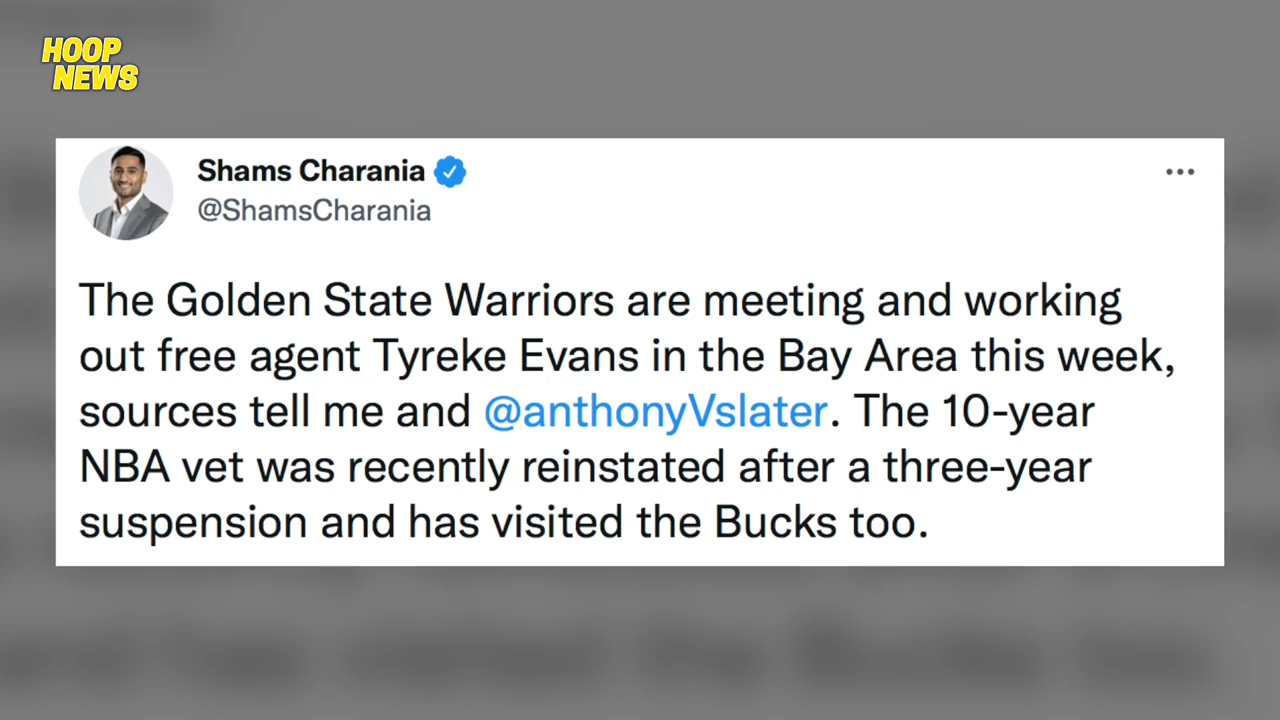 HOOP
NEWS
Shams Charania
@ShamsCharania
The Golden State Warriors are meeting and working
out free agent Tyreke Evans in the Bay Area this week,
sources tell me and @anthonyVslater. The 10-year
NBA vet was recently reinstated after a three-year
suspension and has visited the Bucks too.